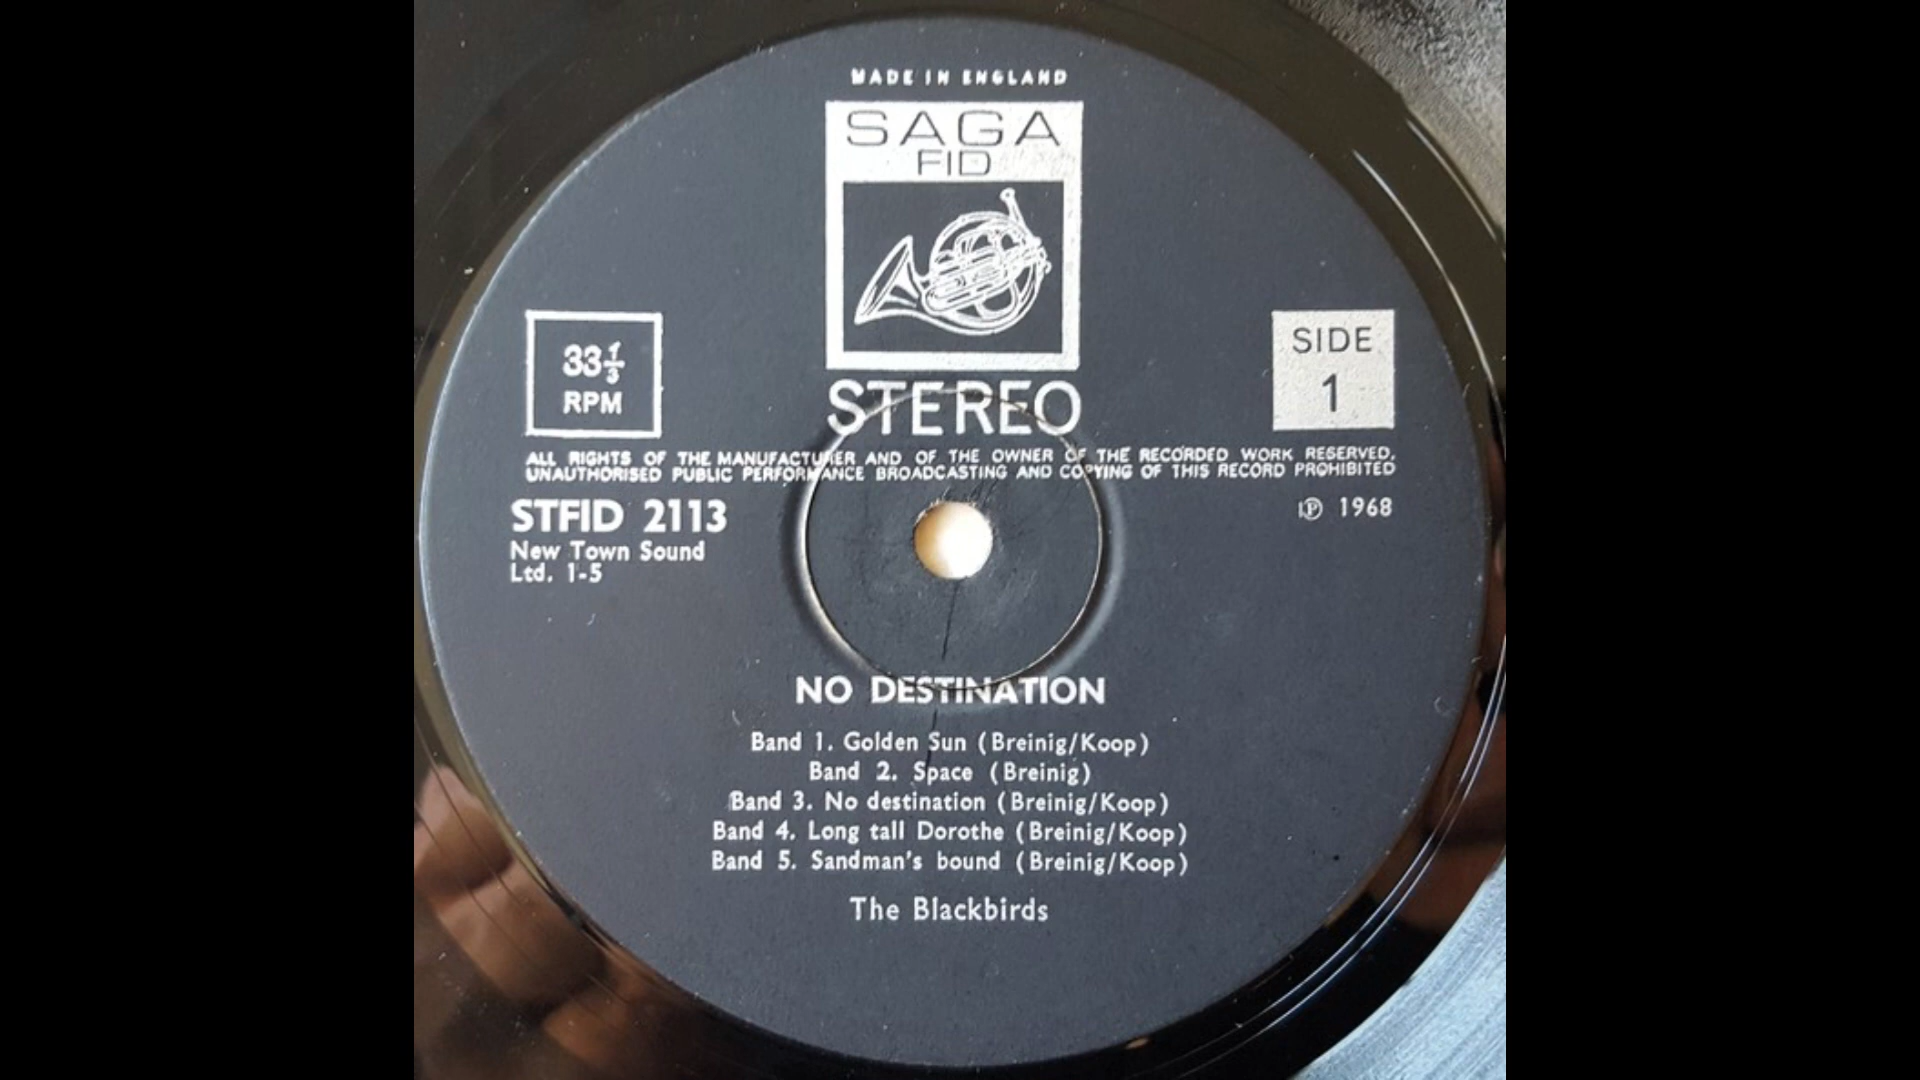 MADE IN ENGLAND
SAGA
FID
33⅓
RPM
SIDE
1
STEREO
ALL RIGHTS OF THE MANUFACTURER AND OF THE OWNER OF THE RECORDED WORK RESERVED.
UNAUTHORISED PUBLIC PERFORMANCE BROADCASTING AND COPYING OF THIS RECORD PROHIBITED
STFID 2113
℗ 1968
New Town Sound
Ltd. 1-5
NO DESTINATION
Band 1. Golden Sun (Breinig/Koop)
Band 2. Space (Breinig)
Band 3. No destination (Breinig/Koop)
Band 4. Long tall Dorothe (Breinig/Koop)
Band 5. Sandman's bound (Breinig/Koop)
The Blackbirds